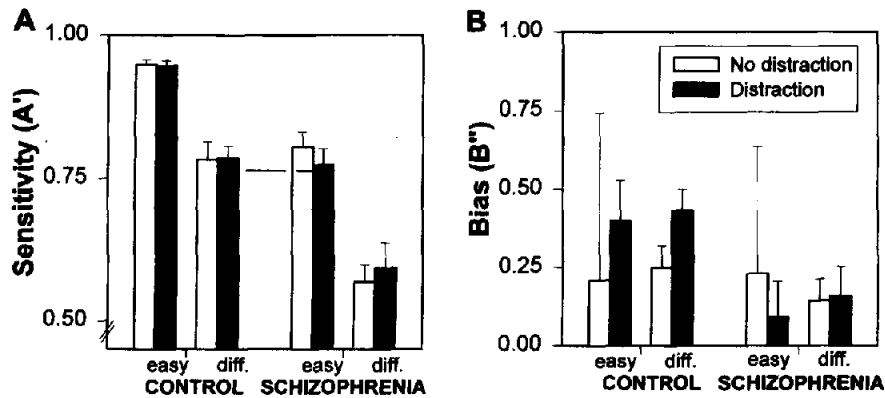 A
Sensitivity (A')
1.00
0.75
0.50
easy diff. easy diff.
CONTROL SCHIZOPHRENIA
B
Bias (B")
1.00
0.75
0.50
0.25
0.00
No distraction
Distraction
easy diff. easy diff.
CONTROL SCHIZOPHRENIA